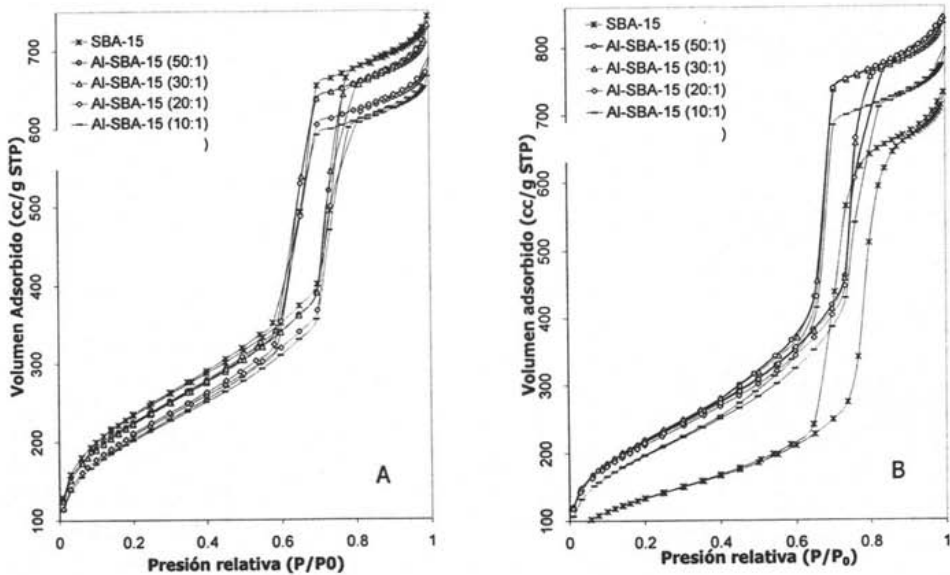 700
600
500
400
300
200
100
Volumen Adsorbido (cc/g STP)
SBA-15
Al-SBA-15 (50:1)
Al-SBA-15 (30:1)
Al-SBA-15 (20:1)
Al-SBA-15 (10:1)
)
A
0
0.2
0.4
0.6
0.8
1
Presión relativa (P/P0)
800
700
600
500
400
300
200
100
Volumen adsorbido (cc/g STP)
SBA-15
Al-SBA-15 (50:1)
Al-SBA-15 (30:1)
Al-SBA-15 (20:1)
Al-SBA-15 (10:1)
)
B
0
0.2
0.4
0.6
0.8
1
Presión relativa (P/P₀)